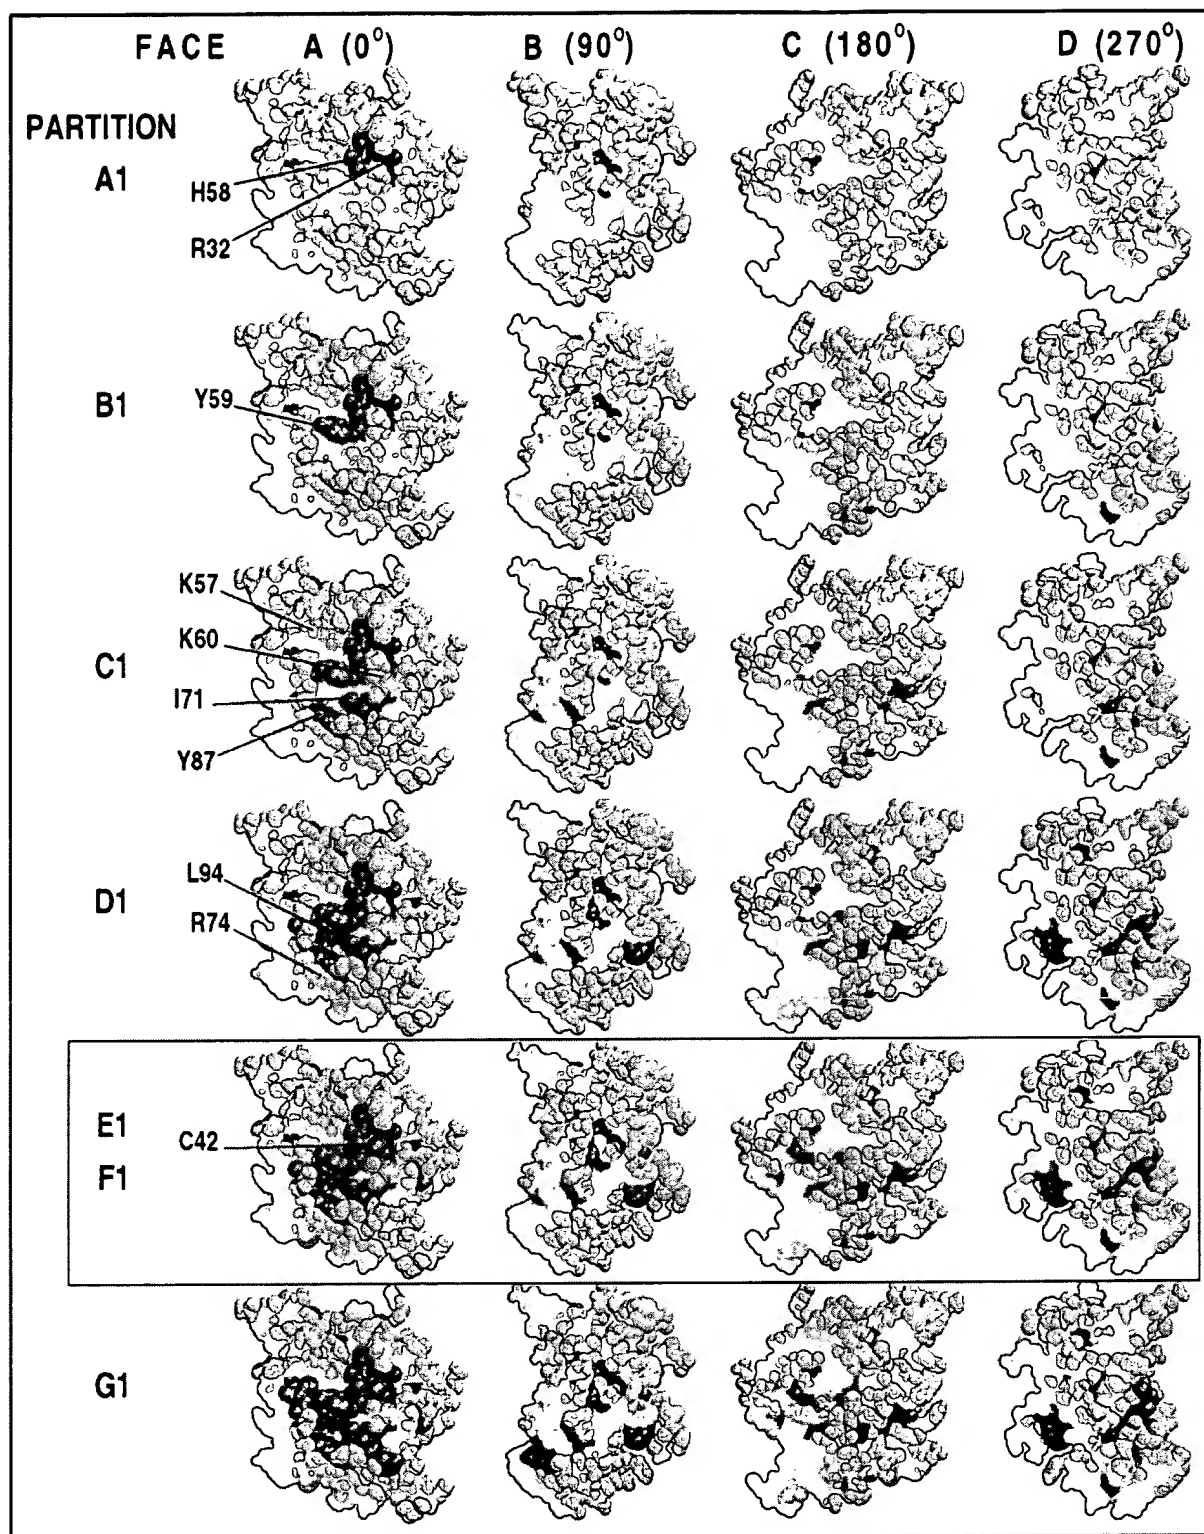 FACE A (0°) B (90°) C (180°) D (270°)
PARTITION
A1
H58
R32
B1
Y59
C1
K57
K60
I71
Y87
D1
L94
R74
E1
C42
F1
G1